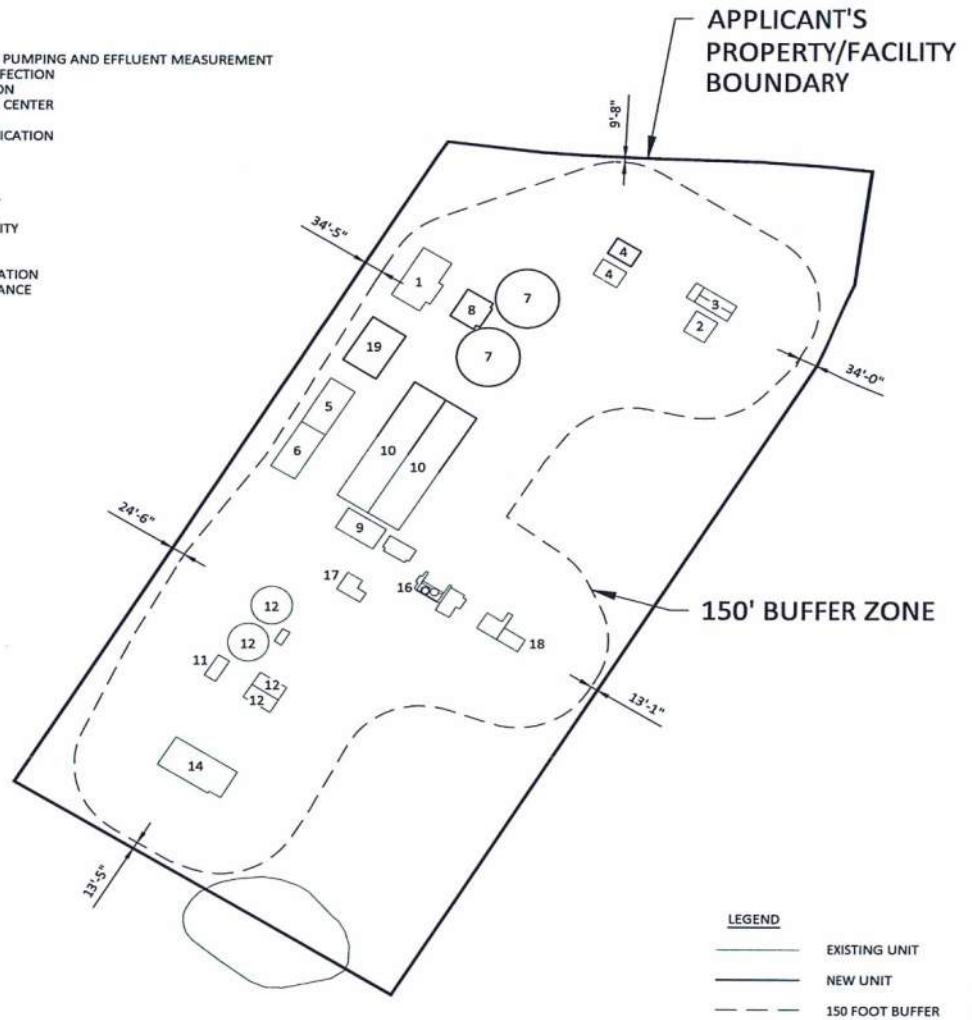 PUMPING AND EFFLUENT MEASUREMENT
FECTION
ON
CENTER
ICATION
ITY
ATION
ANCE
APPLICANT'S
PROPERTY/FACILITY
BOUNDARY
9'-8"
34'-5"
1
4
4
7
8
3
2
7
19
34'-0"
5
10
6
10
9
24'-6"
17
16
12
150' BUFFER ZONE
12
18
11
12
12
13'-1"
14
13'-5"
LEGEND
EXISTING UNIT
NEW UNIT
150 FOOT BUFFER